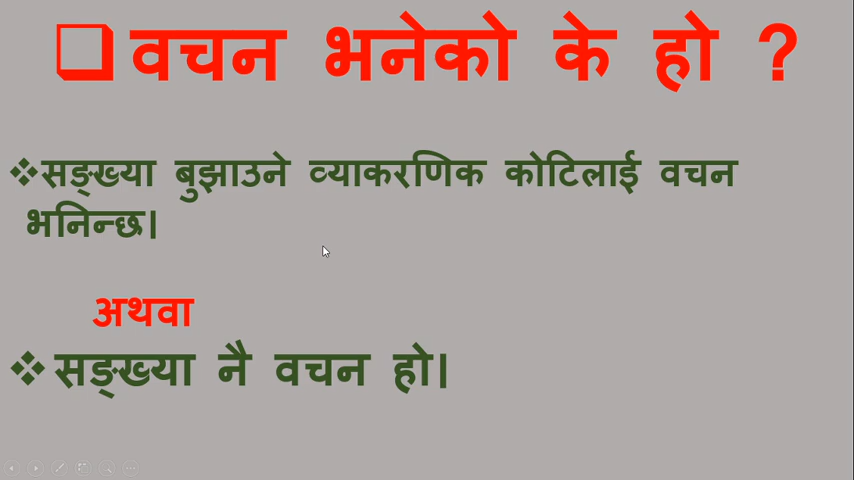 वचन भनेको के हो ?
सङ्ख्या बुझाउने व्याकरणिक कोटिलाई वचन
भनिन्छ।
अथवा
सङ्ख्या नै वचन हो।